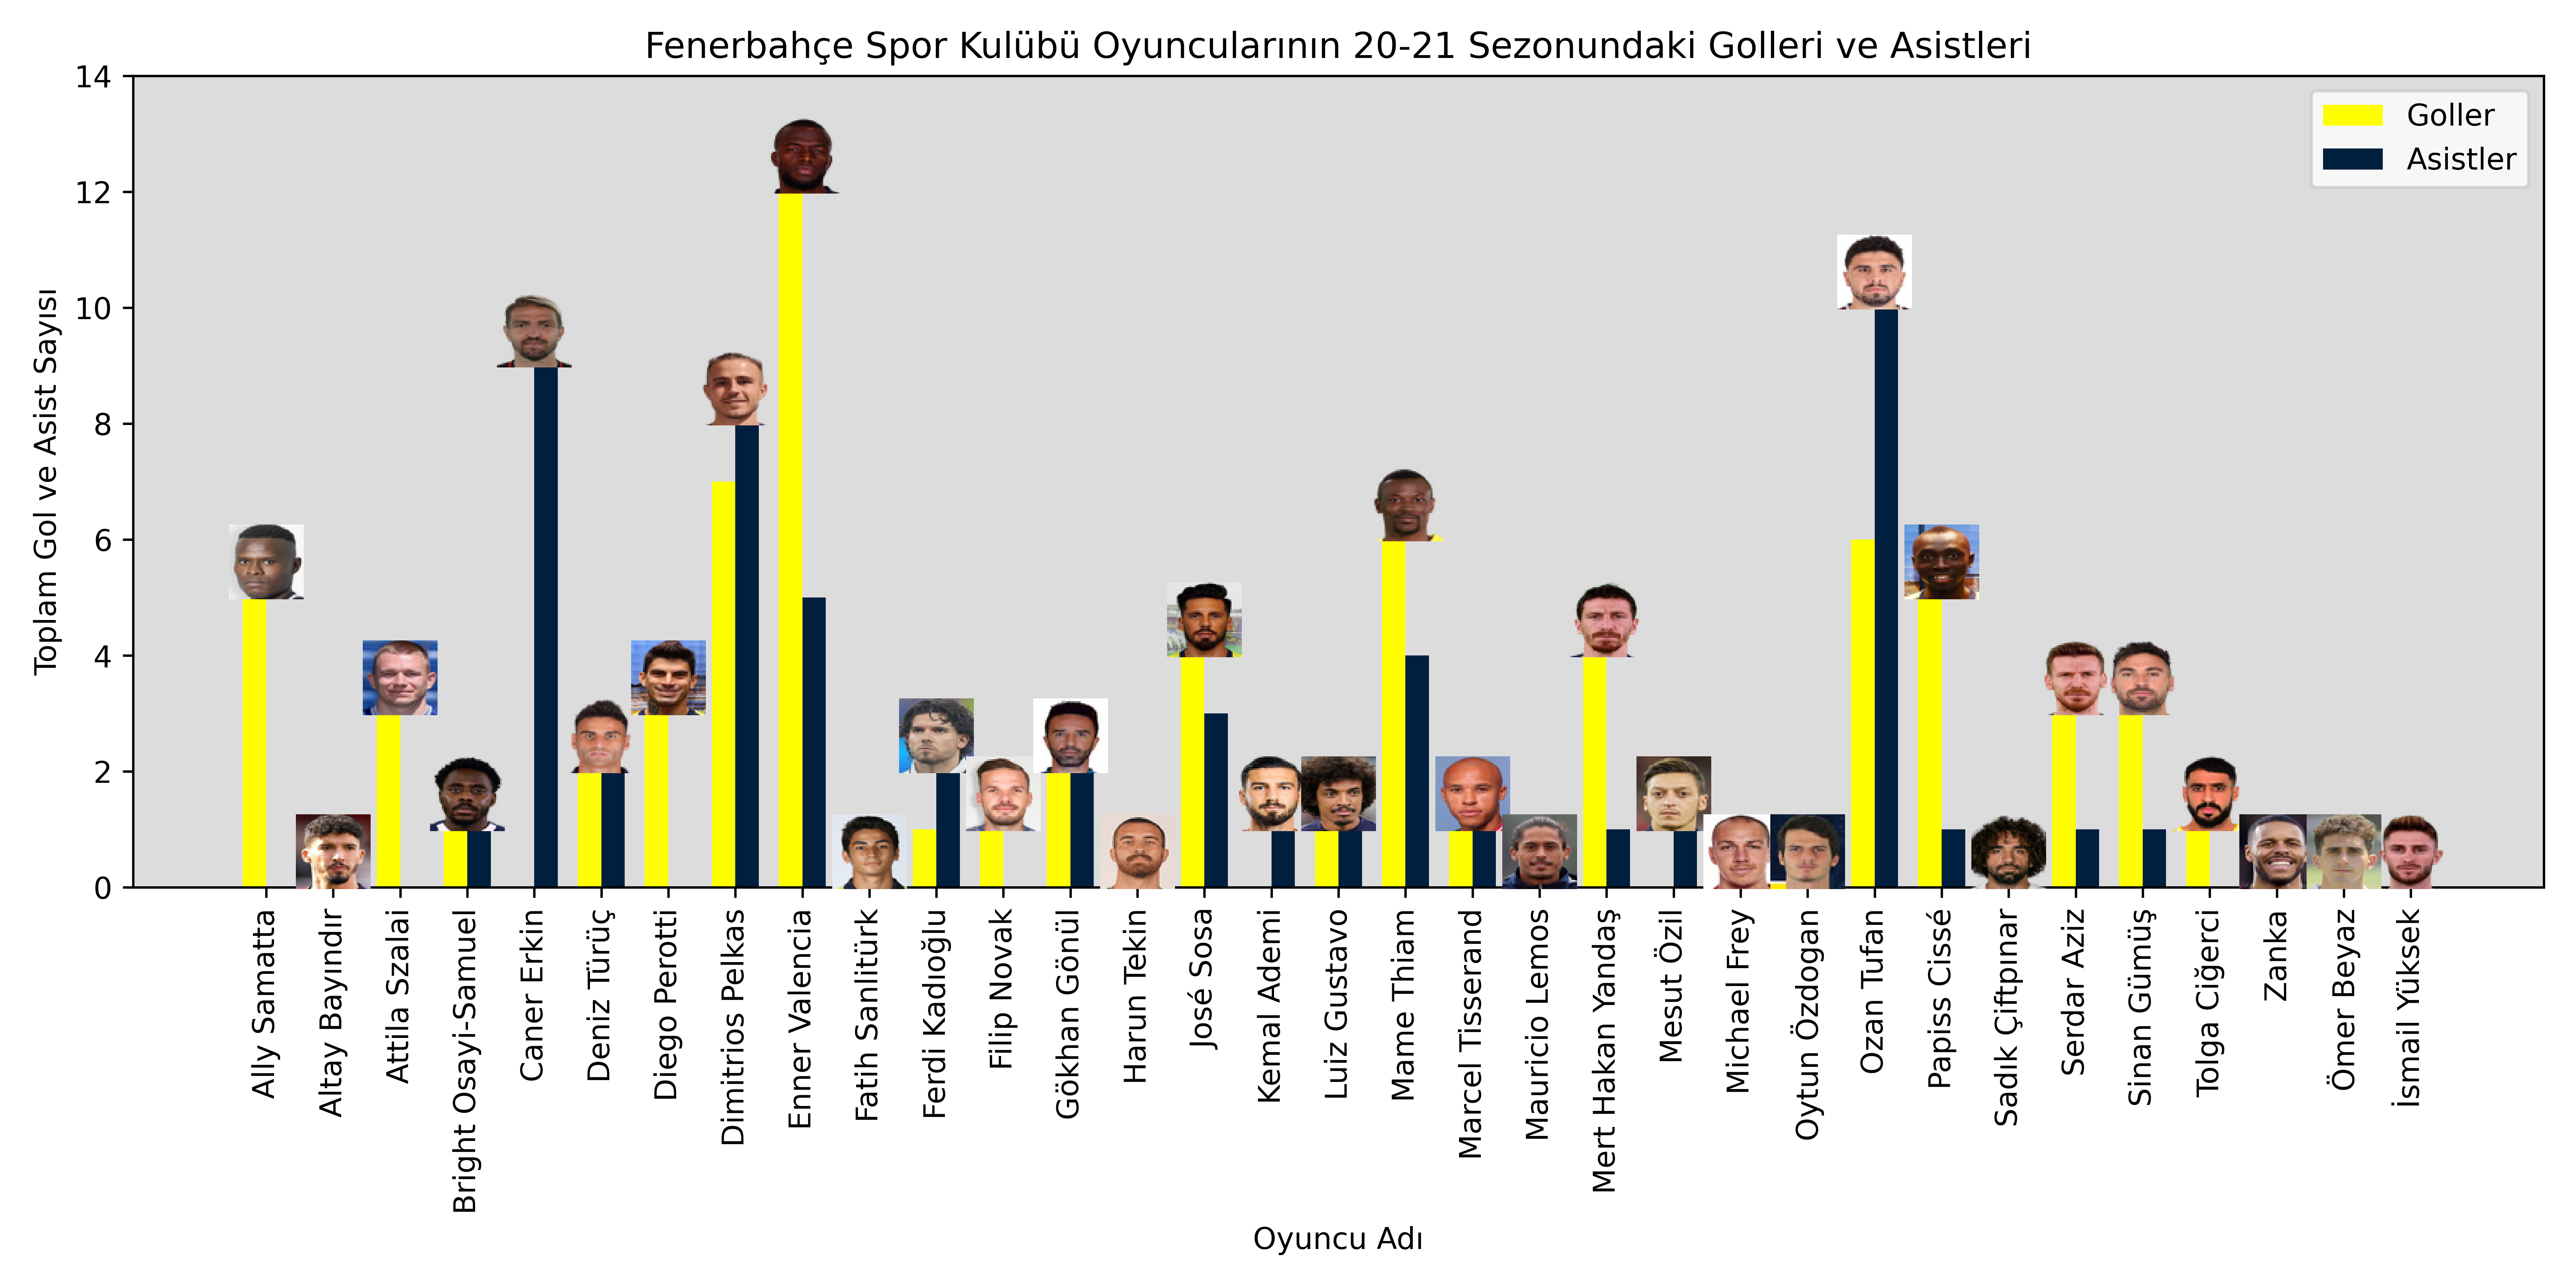 Fenerbahçe Spor Kulübü Oyuncularının 20-21 Sezonundaki Golleri ve Asistleri
Goller
Asistler
Toplam Gol ve Asist Sayısı
14
12
10
8
6
4
2
0
Ally Samatta
Altay Bayındır
Attila Szalai
Bright Osayi-Samuel
Caner Erkin
Deniz Türüç
Diego Perotti
Dimitrios Pelkas
Enner Valencia
Fatih Sanlitürk
Ferdi Kadıoğlu
Filip Novak
Gökhan Gönül
Harun Tekin
José Sosa
Kemal Ademi
Luiz Gustavo
Mame Thiam
Marcel Tisserand
Mauricio Lemos
Mert Hakan Yandaş
Mesut Özil
Michael Frey
Oytun Özdogan
Ozan Tufan
Papiss Cissé
Sadık Çiftpınar
Serdar Aziz
Sinan Gümüş
Tolga Ciğerci
Zanka
Ömer Beyaz
İsmail Yüksek
Oyuncu Adı